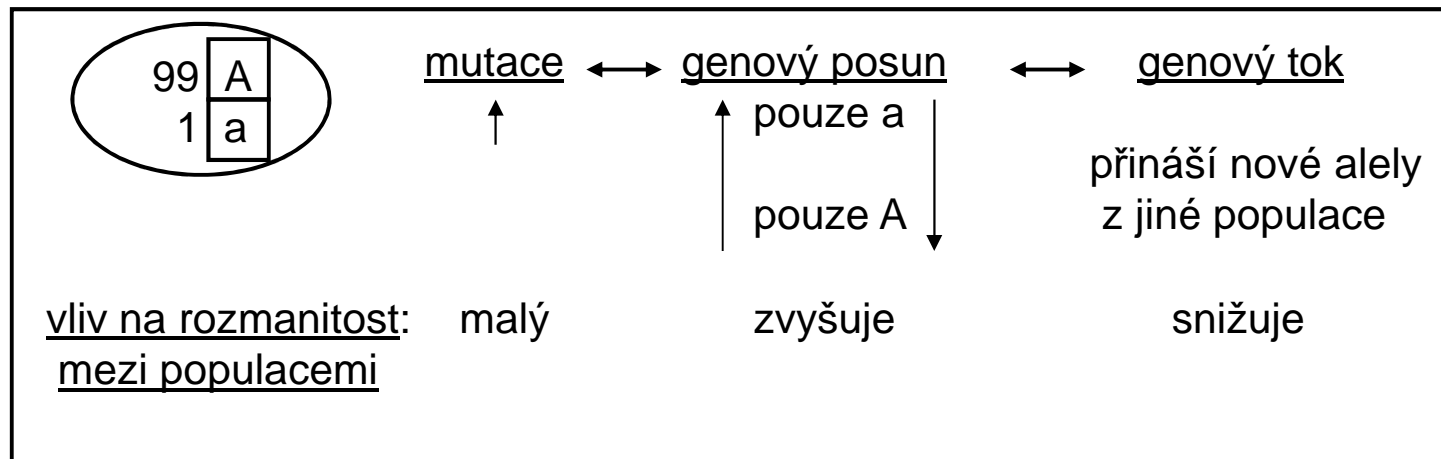 99 A
1 a
mutace genový posun genový tok
pouze a
přináší nové alely
pouze A z jiné populace
vliv na rozmanitost: malý zvyšuje snižuje
mezi populacemi